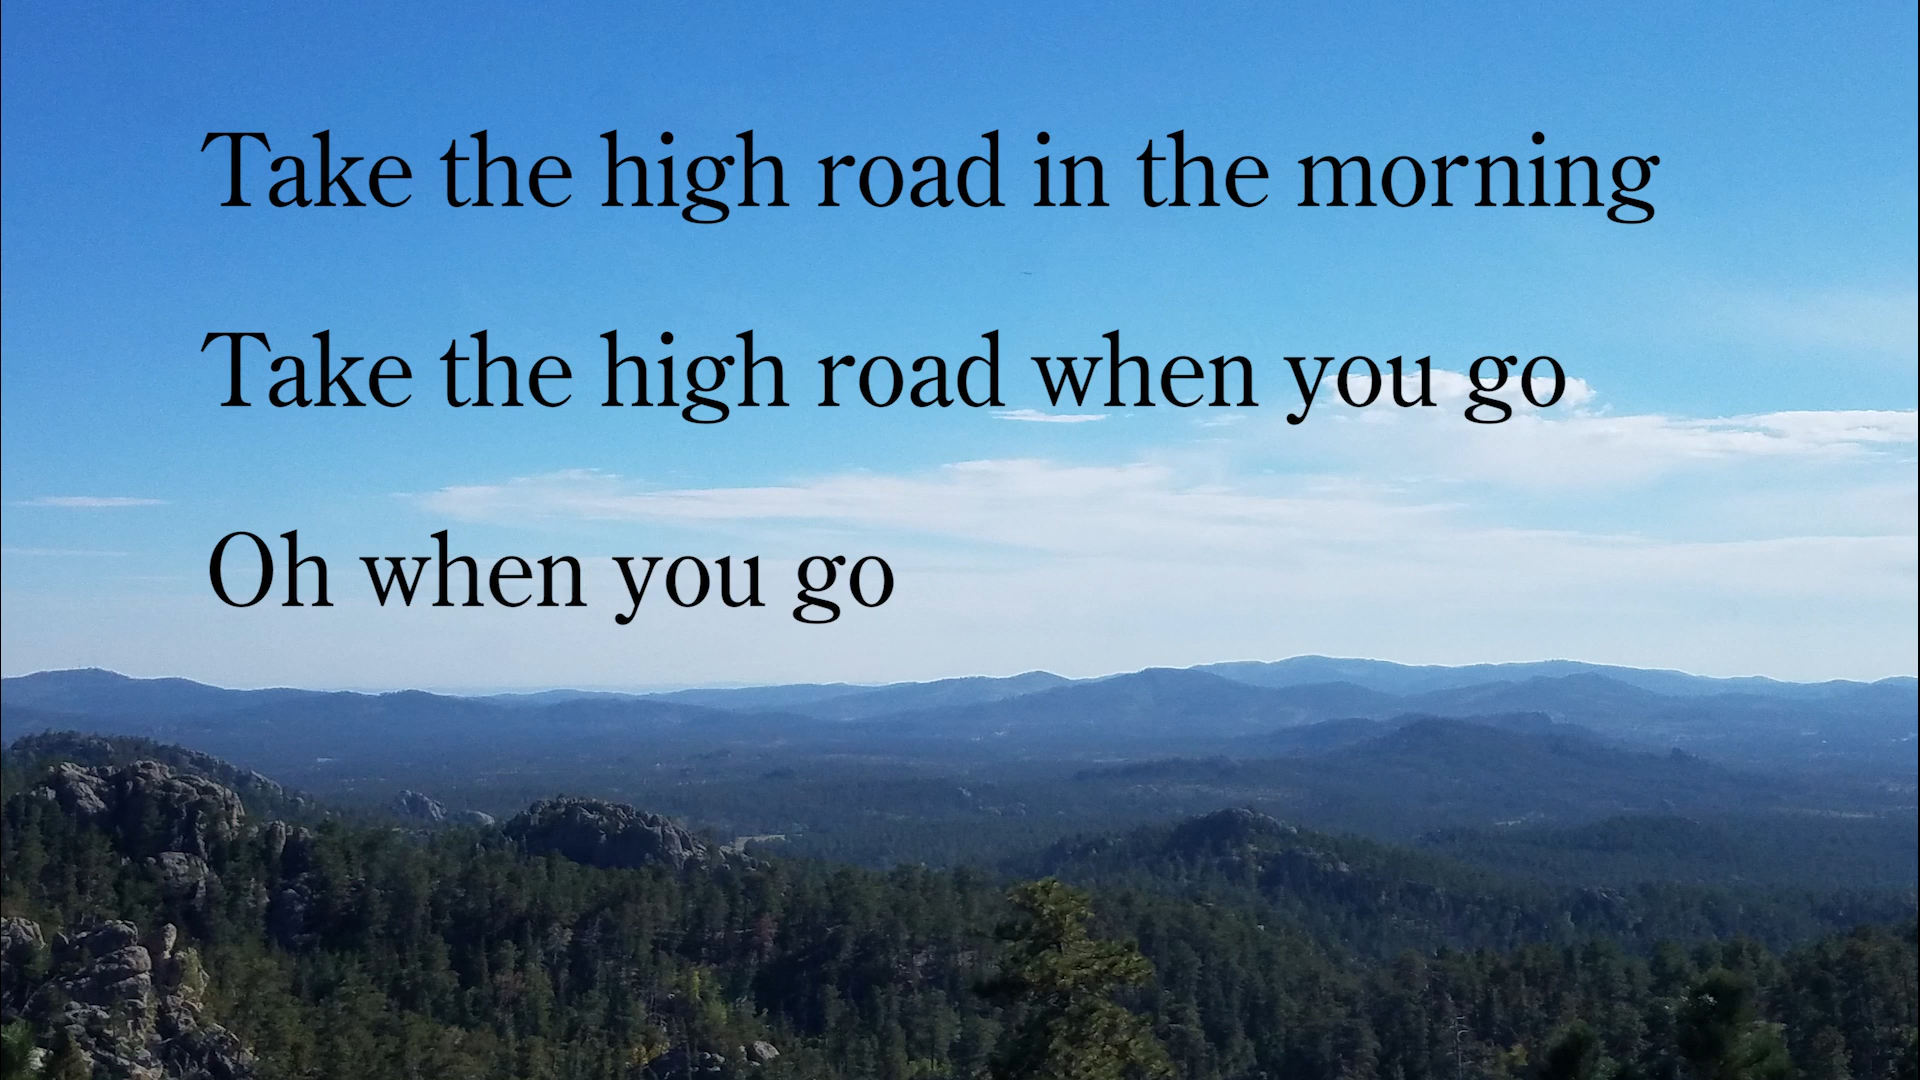 Take the high road in the morning
Take the high road when you go
Oh when you go